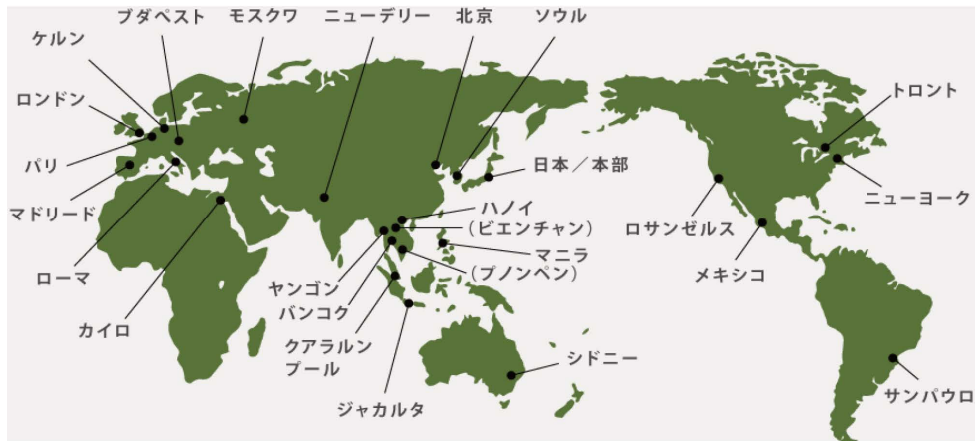 ブダペスト
モスクワ
ニューデリー
北京
ソウル
ケルン
ロンドン
パリ
マドリード
ローマ
カイロ
日本／本部
ハノイ
（ビエンチャン）
マニラ
（プノンペン）
ヤンゴン
バンコク
クアラルン
プール
ジャカルタ
シドニー
トロント
ニューヨーク
ロサンゼルス
メキシコ
サンパウロ